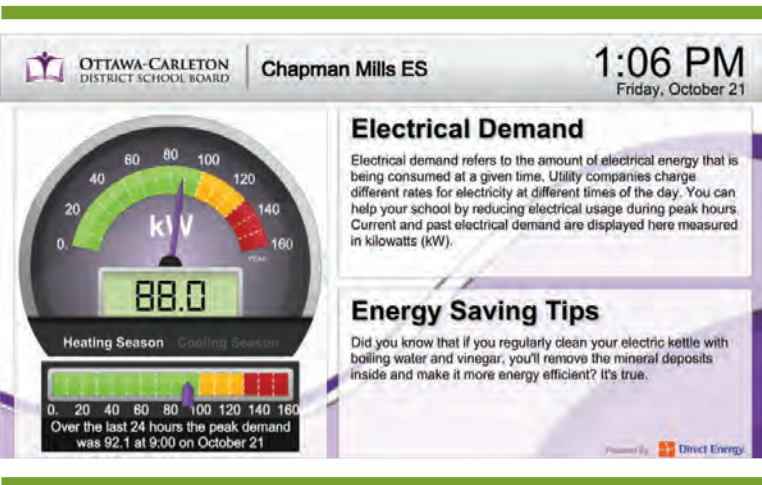 OTTAWA-CARLETON
DISTRICT SCHOOL BOARD
Chapman Mills ES
1:06 PM
Friday, October 21
0. 20 40 60 80 100 120 140 160
PEAK
kW
88.0
Heating Season Cooling Season
0. 20 40 60 80 100 120 140 160
Over the last 24 hours the peak demand
was 92.1 at 9:00 on October 21
Electrical Demand
Electrical demand refers to the amount of electrical energy that is
being consumed at a given time. Utility companies charge
different rates for electricity at different times of the day. You can
help your school by reducing electrical usage during peak hours.
Current and past electrical demand are displayed here measured
in kilowatts (kW).
Energy Saving Tips
Did you know that if you regularly clean your electric kettle with
boiling water and vinegar, you'll remove the mineral deposits
inside and make it more energy efficient? It's true.
Powered By Direct Energy